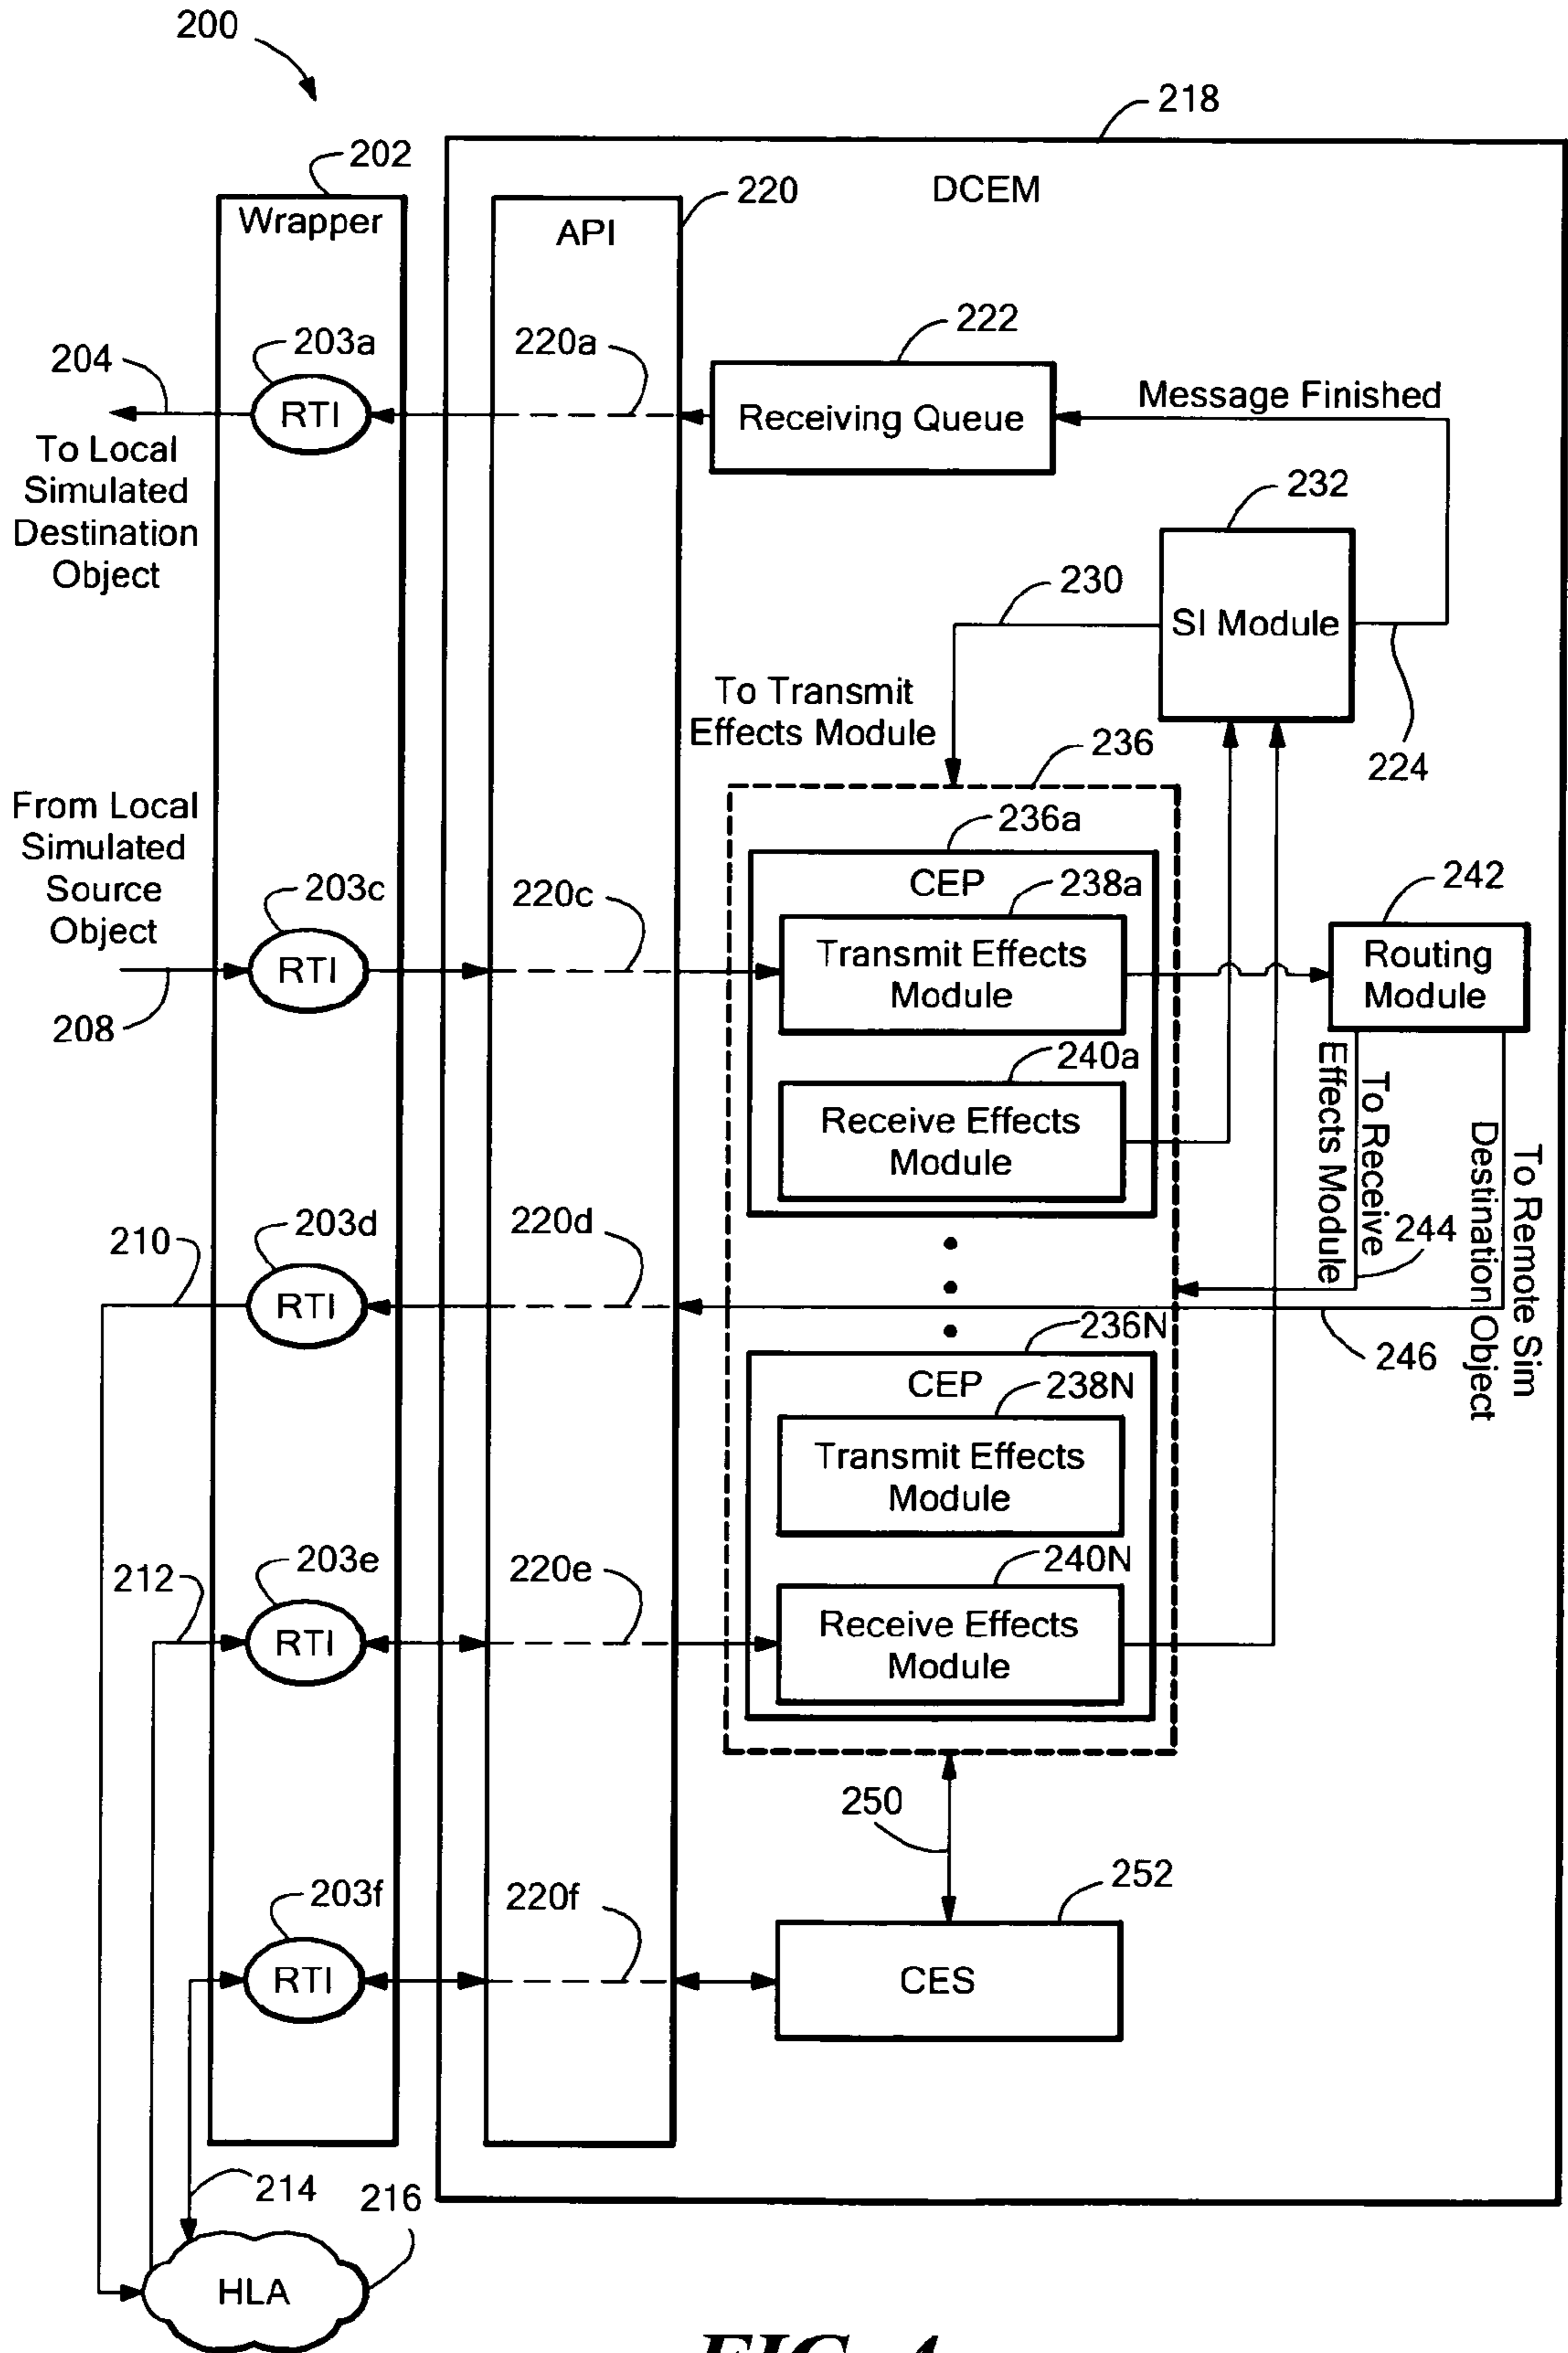 200
218
202
Wrapper
220
API
DCEM
222
203a
220a
204
RTI
Receiving Queue
Message Finished
To Local
Simulated
Destination
Object
232
230
SI Module
To Transmit
Effects Module
236
224
From Local
Simulated
Source
Object
236a
CEP
203c
220c
238a
242
RTI
Transmit Effects
Module
Routing
Module
208
240a
Receive Effects
Module
To Receive
Effects Module
To Remote Sim
Destination Object
244
210
203d
220d
RTI
246
236N
CEP
238N
Transmit Effects
Module
212
203e
220e
240N
RTI
Receive Effects
Module
250
203f
220f
252
RTI
CES
214
216
HLA
FIG. 4